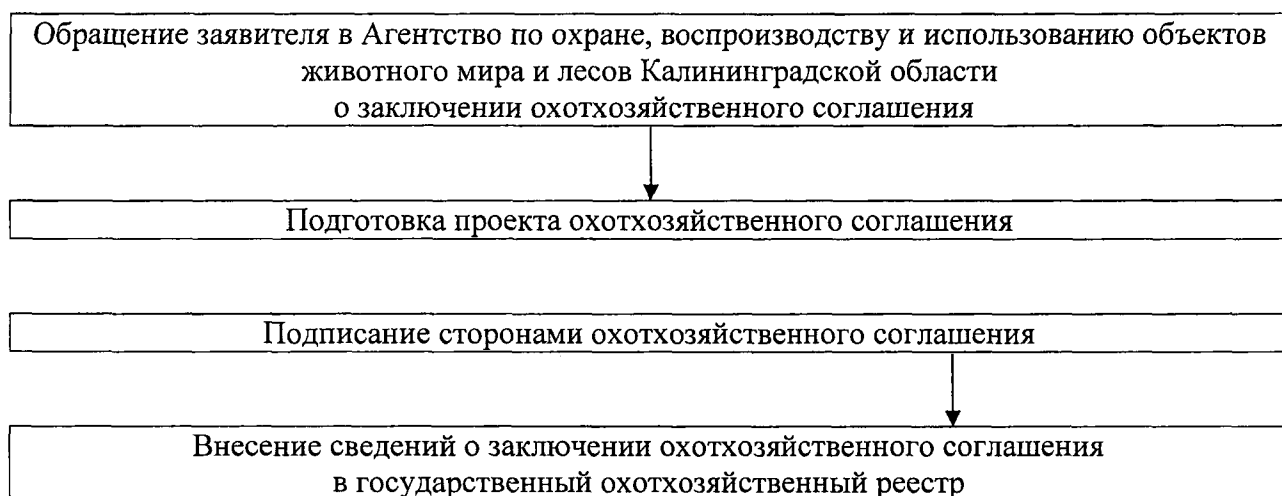 Обращение заявителя в Агентство по охране, воспроизводству и использованию объектов
животного мира и лесов Калининградской области
о заключении охотхозяйственного соглашения
Подготовка проекта охотхозяйственного соглашения
Подписание сторонами охотхозяйственного соглашения
Внесение сведений о заключении охотхозяйственного соглашения
в государственный охотхозяйственный реестр